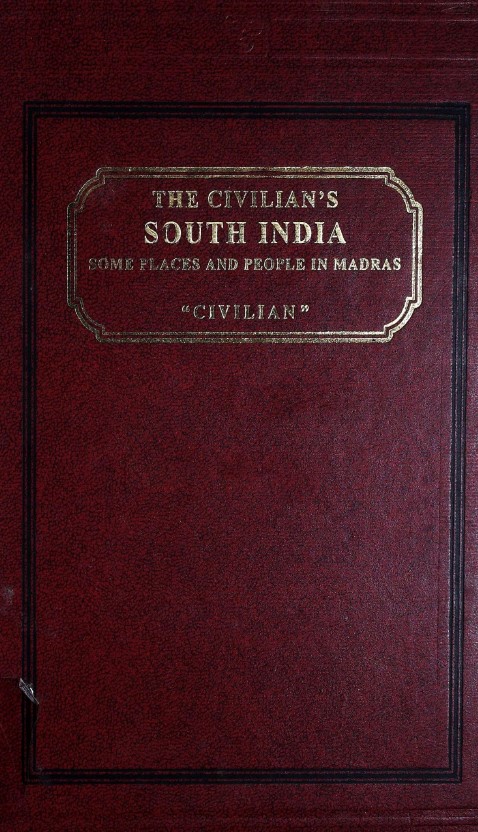 THE CIVILIAN'S
SOUTH INDIA
SOME PLACES AND PEOPLE IN MADRAS
"CIVILIAN"